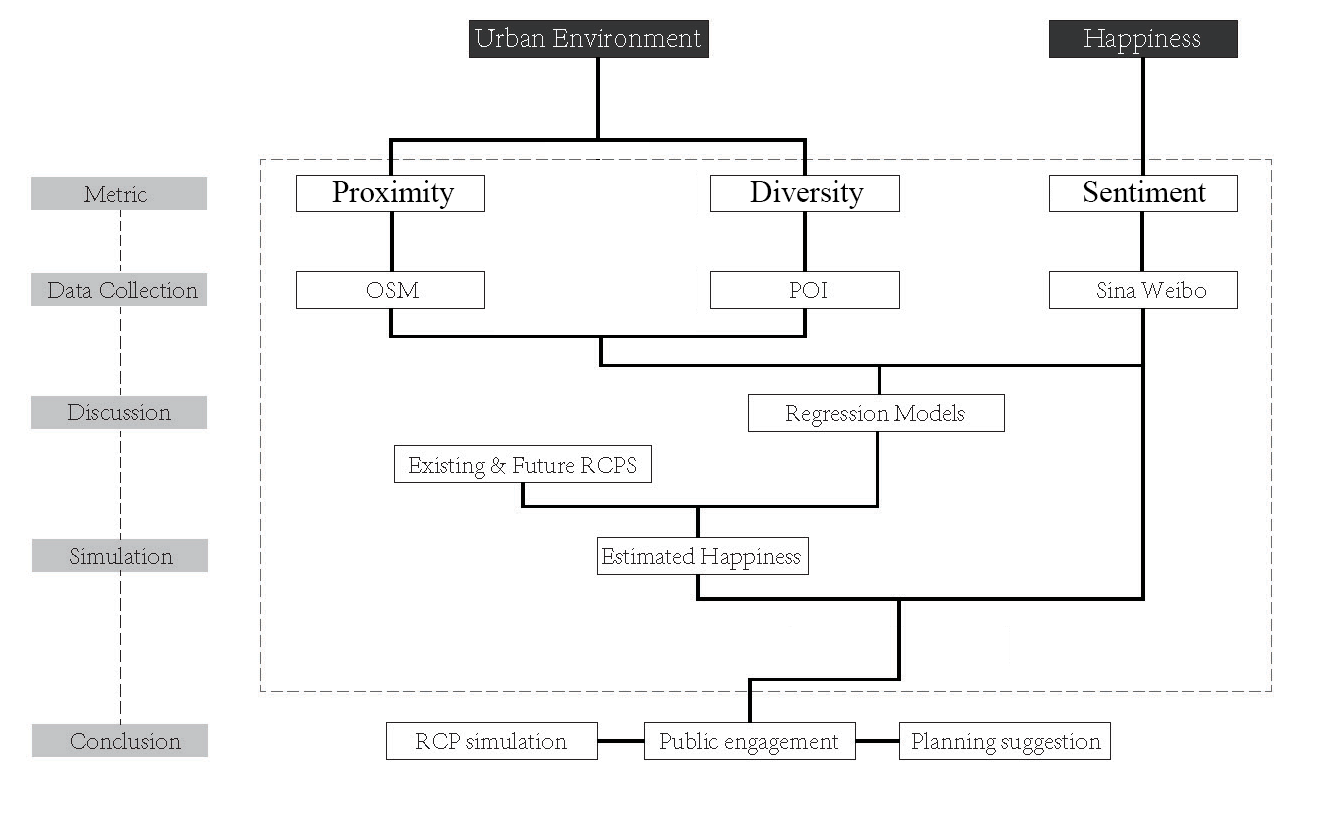 Urban Environment
Happiness
Metric
Proximity
Diversity
Sentiment
Data Collection
OSM
POI
Sina Weibo
Discussion
Regression Models
Existing & Future RCPS
Simulation
Estimated Happiness
Conclusion
RCP simulation
Public engagement
Planning suggestion